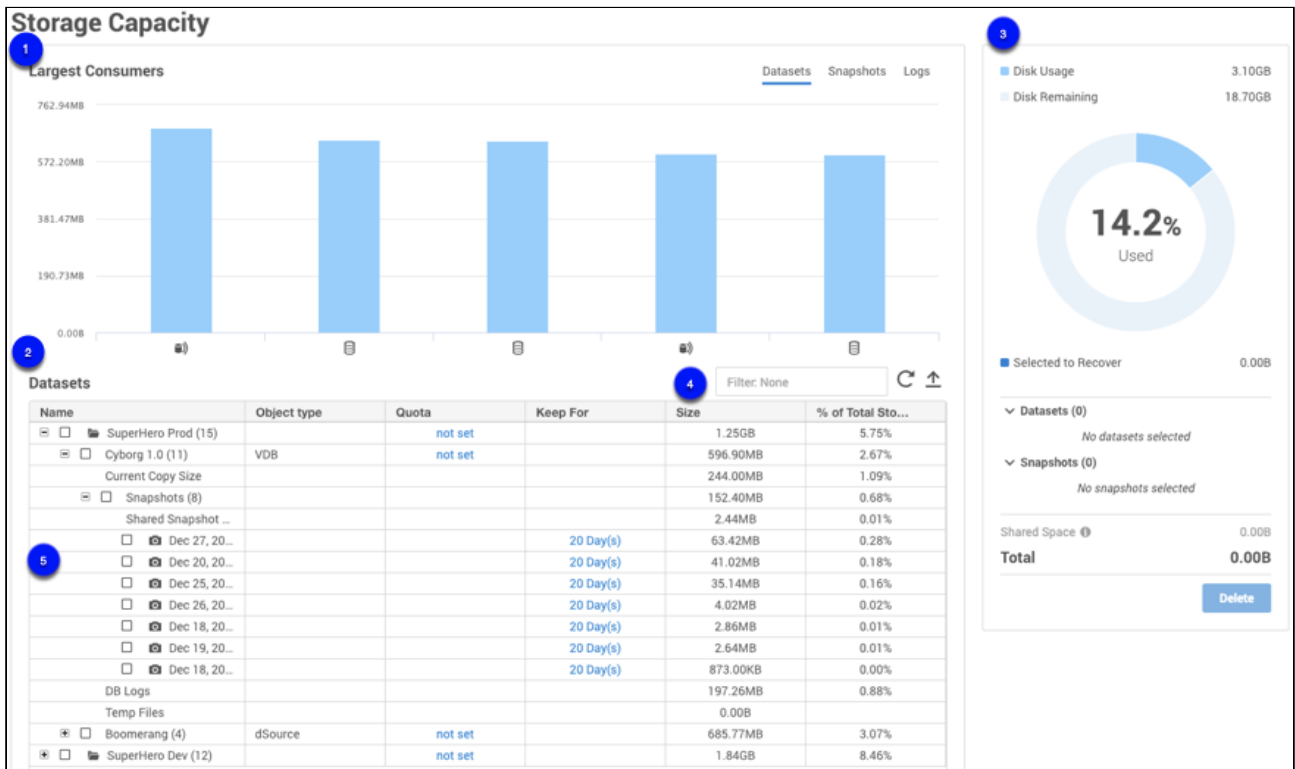 Storage Capacity
1
Largest Consumers
Datasets Snapshots Logs
762.94MB
572.20MB
381.47MB
190.73MB
0.00B
2
Datasets
4
Filter: None
Name Object type Quota Keep For Size % of Total Sto...
SuperHero Prod (15) not set 1.25GB 5.75%
Cyborg 1.0 (11) VDB not set 596.90MB 2.67%
Current Copy Size 244.00MB 1.09%
Snapshots (8) 152.40MB 0.68%
Shared Snapshot ... 2.44MB 0.01%
Dec 27, 20... 20 Day(s) 63.42MB 0.28%
5
Dec 20, 20... 20 Day(s) 41.02MB 0.18%
Dec 25, 20... 20 Day(s) 35.14MB 0.16%
Dec 26, 20... 20 Day(s) 4.02MB 0.02%
Dec 18, 20... 20 Day(s) 2.86MB 0.01%
Dec 19, 20... 20 Day(s) 2.64MB 0.01%
Dec 18, 20... 20 Day(s) 873.00KB 0.00%
DB Logs 197.26MB 0.88%
Temp Files 0.00B
Boomerang (4) dSource not set 685.77MB 3.07%
SuperHero Dev (12) not set 1.84GB 8.46%
3
Disk Usage 3.10GB
Disk Remaining 18.70GB
14.2%
Used
Selected to Recover 0.00B
Datasets (0)
No datasets selected
Snapshots (0)
No snapshots selected
Shared Space 0.00B
Total 0.00B
Delete